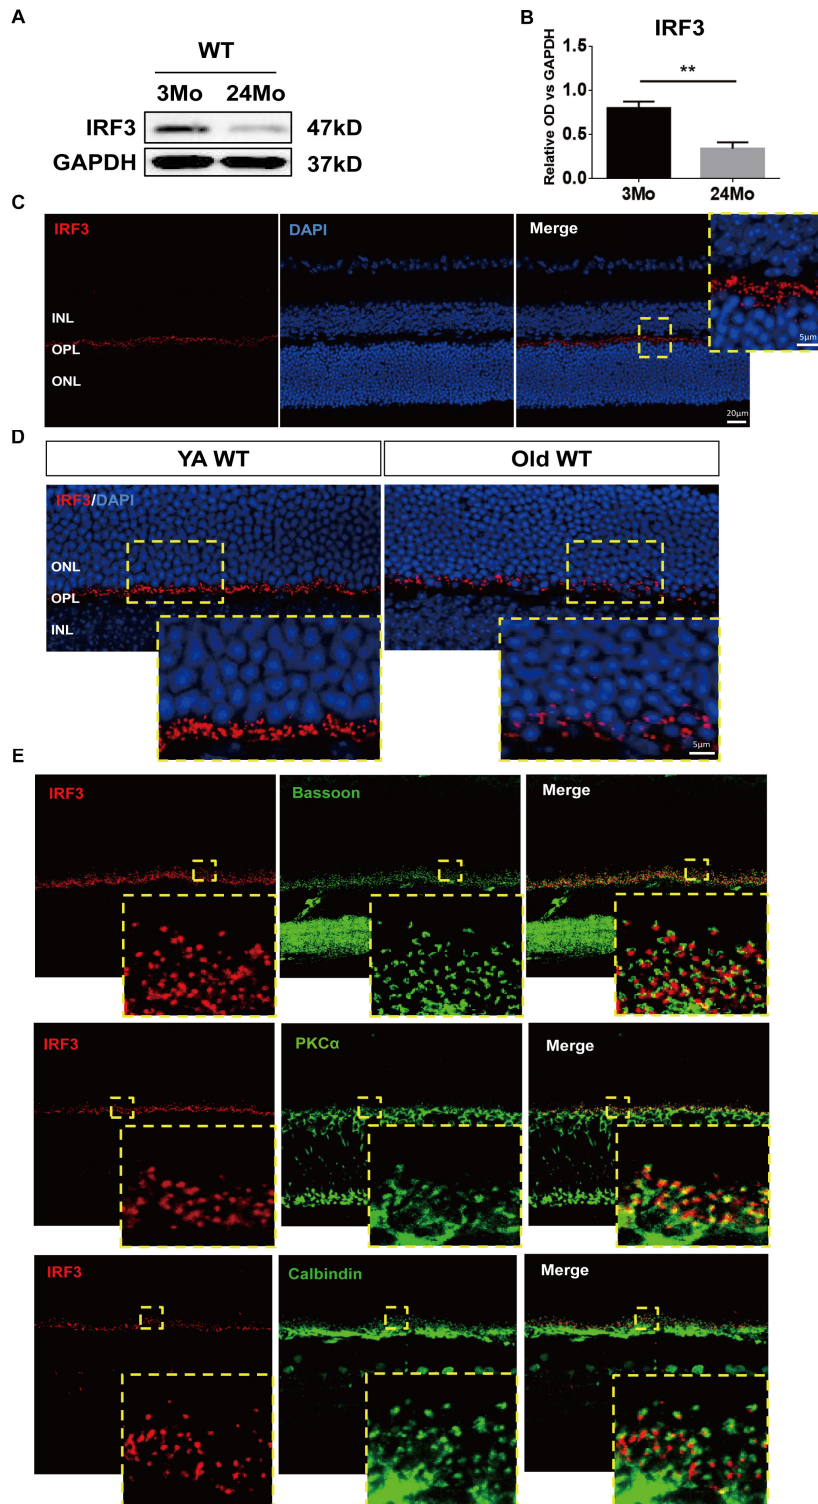 A
WT
3Mo 24Mo
IRF3 47kD
GAPDH 37kD
B
IRF3
Relative OD vs GAPDH
1.5
**
1.0
0.5
0.0
3Mo 24Mo
C
IRF3 DAPI Merge
INL
OPL
ONL
5μm
20μm
D
YA WT Old WT
IRF3/DAPI
ONL
OPL
INL
5μm
E
IRF3 Bassoon Merge
IRF3 PKCα Merge
IRF3 Calbindin Merge